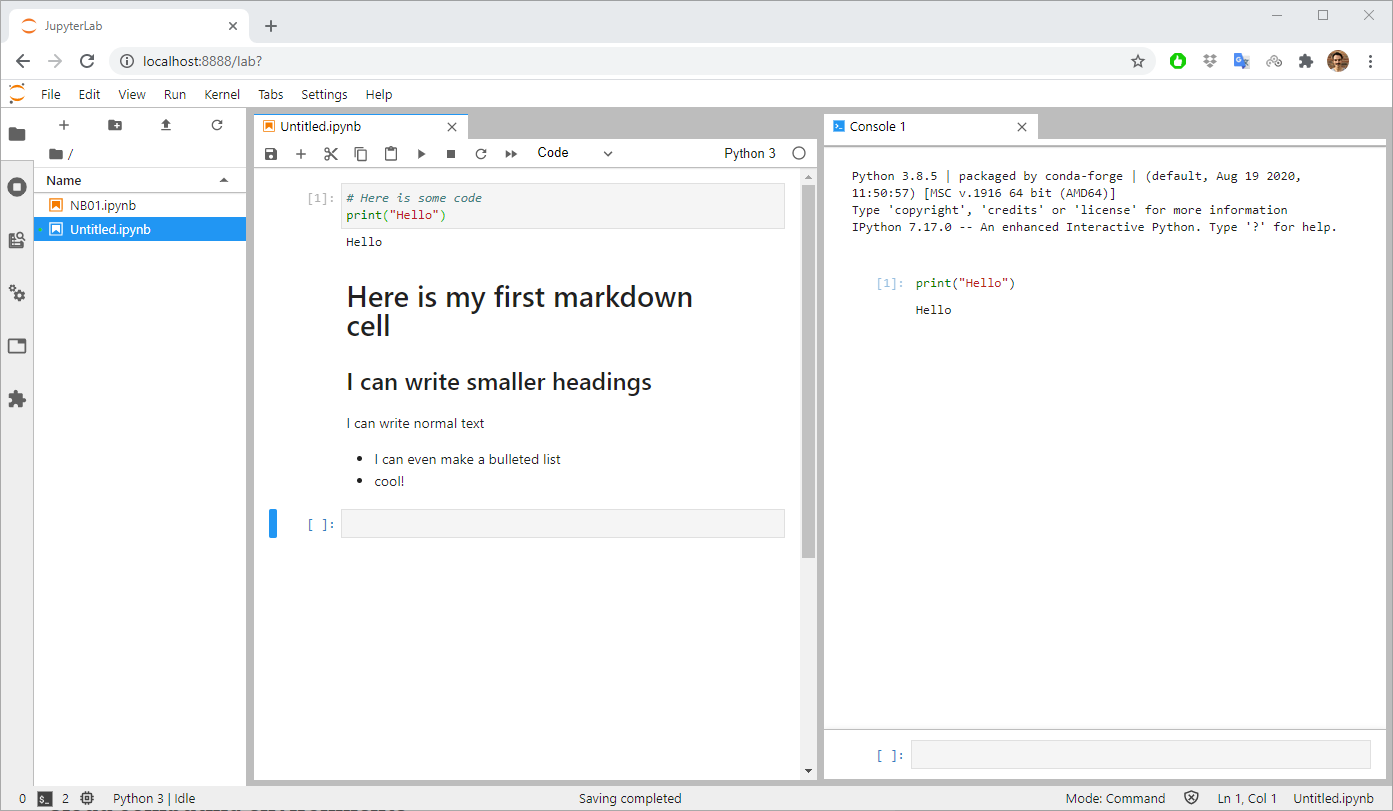 JupyterLab
localhost:8888/lab?
File Edit View Run Kernel Tabs Settings Help
/
Name
NB01.ipynb
Untitled.ipynb
Untitled.ipynb
Code
Python 3
[1]:
# Here is some code
print("Hello")
Hello
Here is my first markdown
cell
I can write smaller headings
I can write normal text
• I can even make a bulleted list
• cool!
[ ]:
Console 1
Python 3.8.5 | packaged by conda-forge | (default, Aug 19 2020,
11:50:57) [MSC v.1916 64 bit (AMD64)]
Type 'copyright', 'credits' or 'license' for more information
IPython 7.17.0 -- An enhanced Interactive Python. Type '?' for help.
[1]: print("Hello")
Hello
[ ]:
0 $_ 2 Python 3 | Idle Saving completed Mode: Command Ln 1, Col 1 Untitled.ipynb